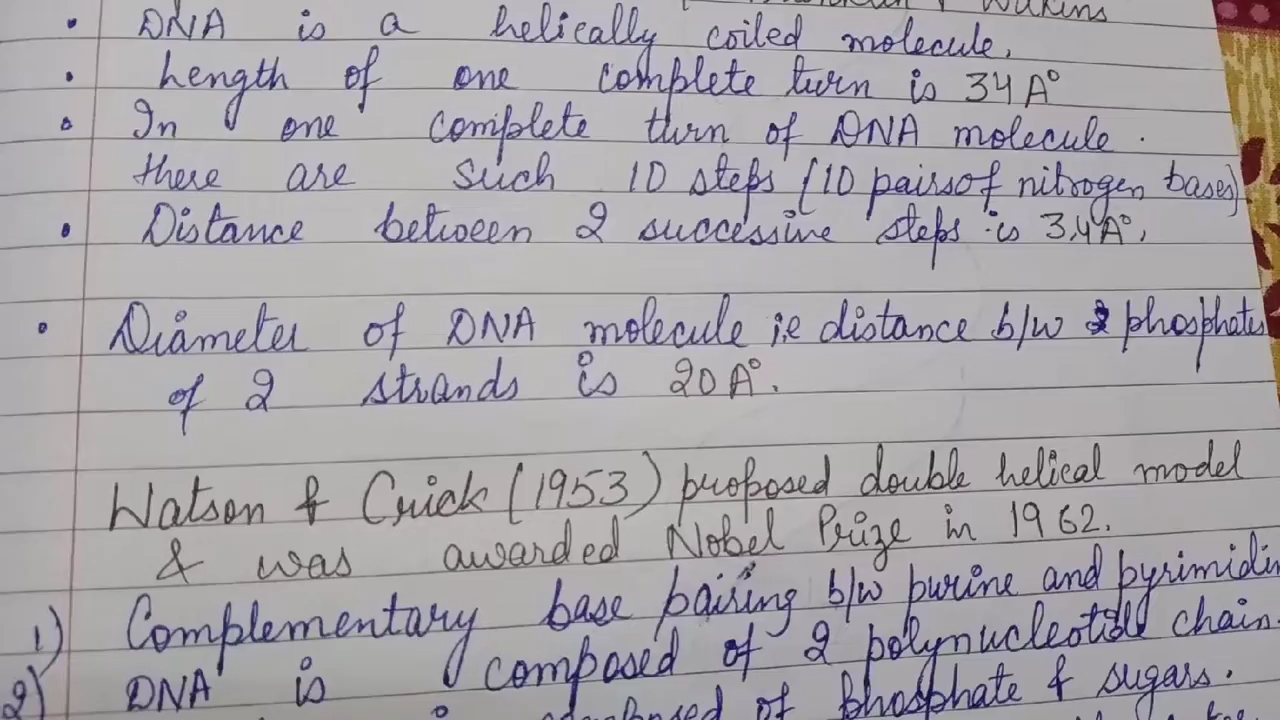 Wilkins
• DNA is a helically coiled molecule.
• Length of one complete turn is 34A°
• In one complete turn of DNA molecule.
there are such 10 steps (10 pairs of nitrogen bases)
• Distance between 2 successive steps is 3.4A°.
• Diameter of DNA molecule i.e distance b/w 2 phosphates
of 2 strands is 20A°.
Watson & Crick (1953) proposed double helical model
& was awarded Nobel Prize in 1962.
1) Complementary base pairing b/w purine and pyrimidin
2) DNA is composed of 2 polynucleotide chain.
of phosphate & sugars.